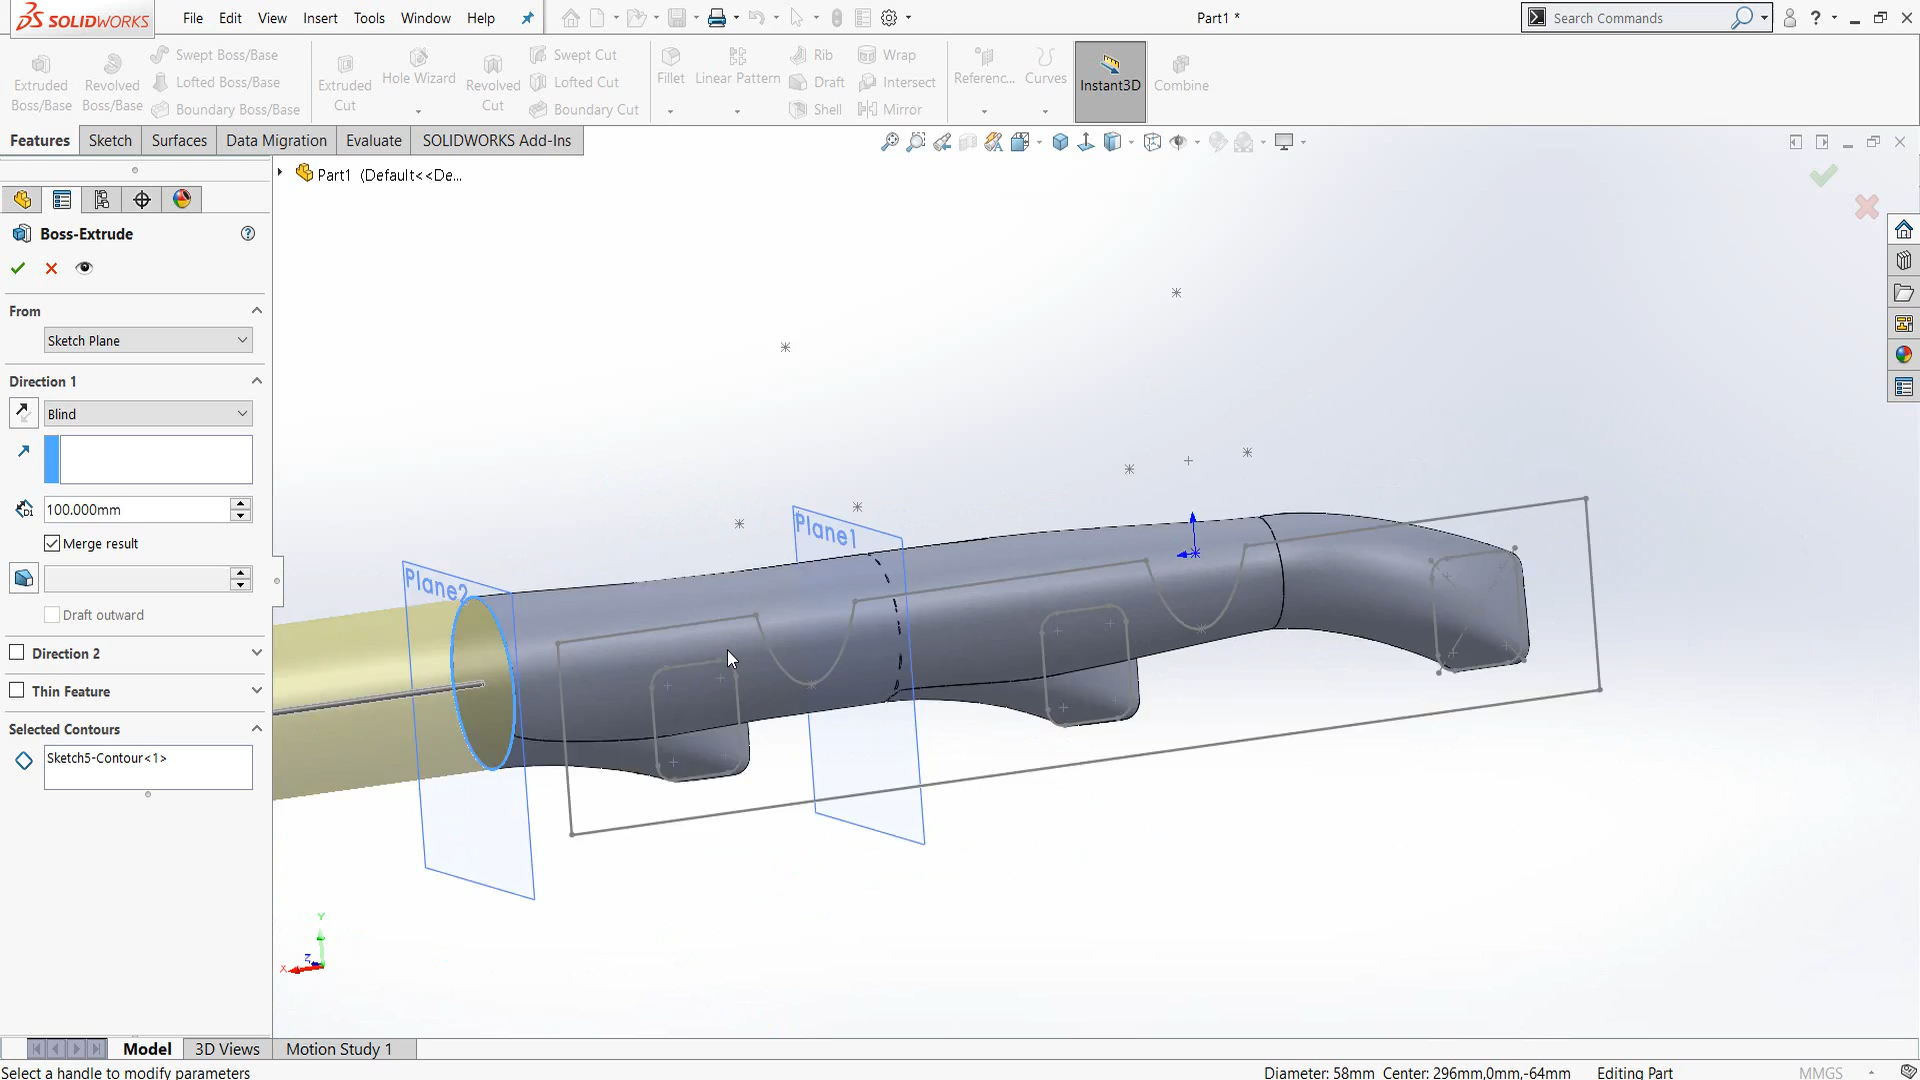 SOLIDWORKS File Edit View Insert Tools Window Help Part1 * Search Commands ?
Extruded Boss/Base
Revolved Boss/Base
Swept Boss/Base
Lofted Boss/Base
Boundary Boss/Base
Extruded Cut
Hole Wizard
Revolved Cut
Swept Cut
Lofted Cut
Boundary Cut
Fillet
Linear Pattern
Rib
Draft
Shell
Wrap
Intersect
Mirror
Referenc...
Curves
Instant3D
Combine
Features Sketch Surfaces Data Migration Evaluate SOLIDWORKS Add-Ins
Part1 (Default<<De...
Boss-Extrude
From
Sketch Plane
Direction 1
Blind
D1
100.000mm
Merge result
Draft outward
Direction 2
Thin Feature
Selected Contours
Sketch5-Contour<1>
Plane1
Plane2
Y
Z
X
Model 3D Views Motion Study 1
Select a handle to modify parameters Diameter: 58mm Center: 296mm,0mm,-64mm Editing Part MMGS